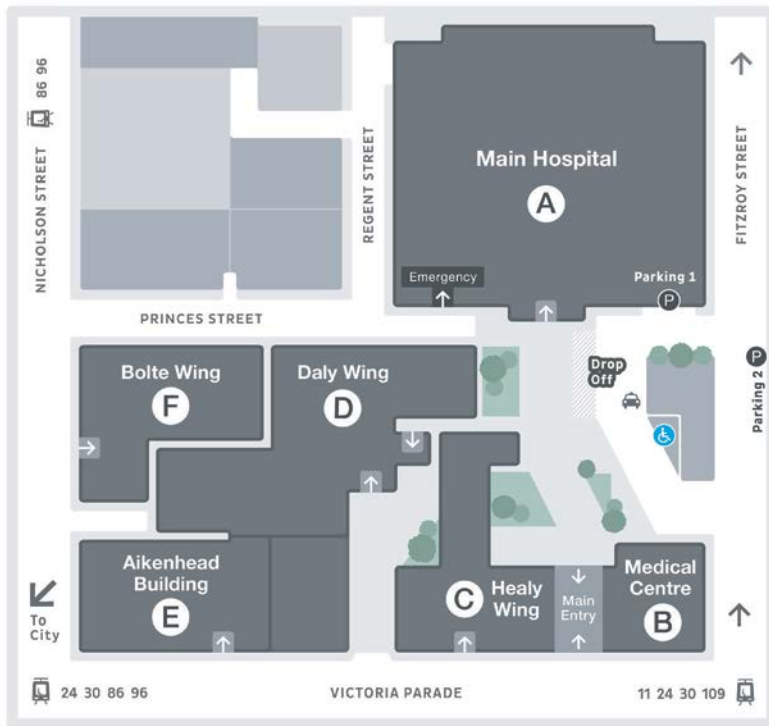 86 96
NICHOLSON STREET
REGENT STREET
FITZROY STREET
Main Hospital
A
Emergency
Parking 1
P
PRINCES STREET
Bolte Wing
F
Daly Wing
D
Drop
Off
P
Parking 2
Aikenhead
Building
E
C
Healy
Wing
Main
Entry
Medical
Centre
B
To
City
24 30 86 96
VICTORIA PARADE
11 24 30 109